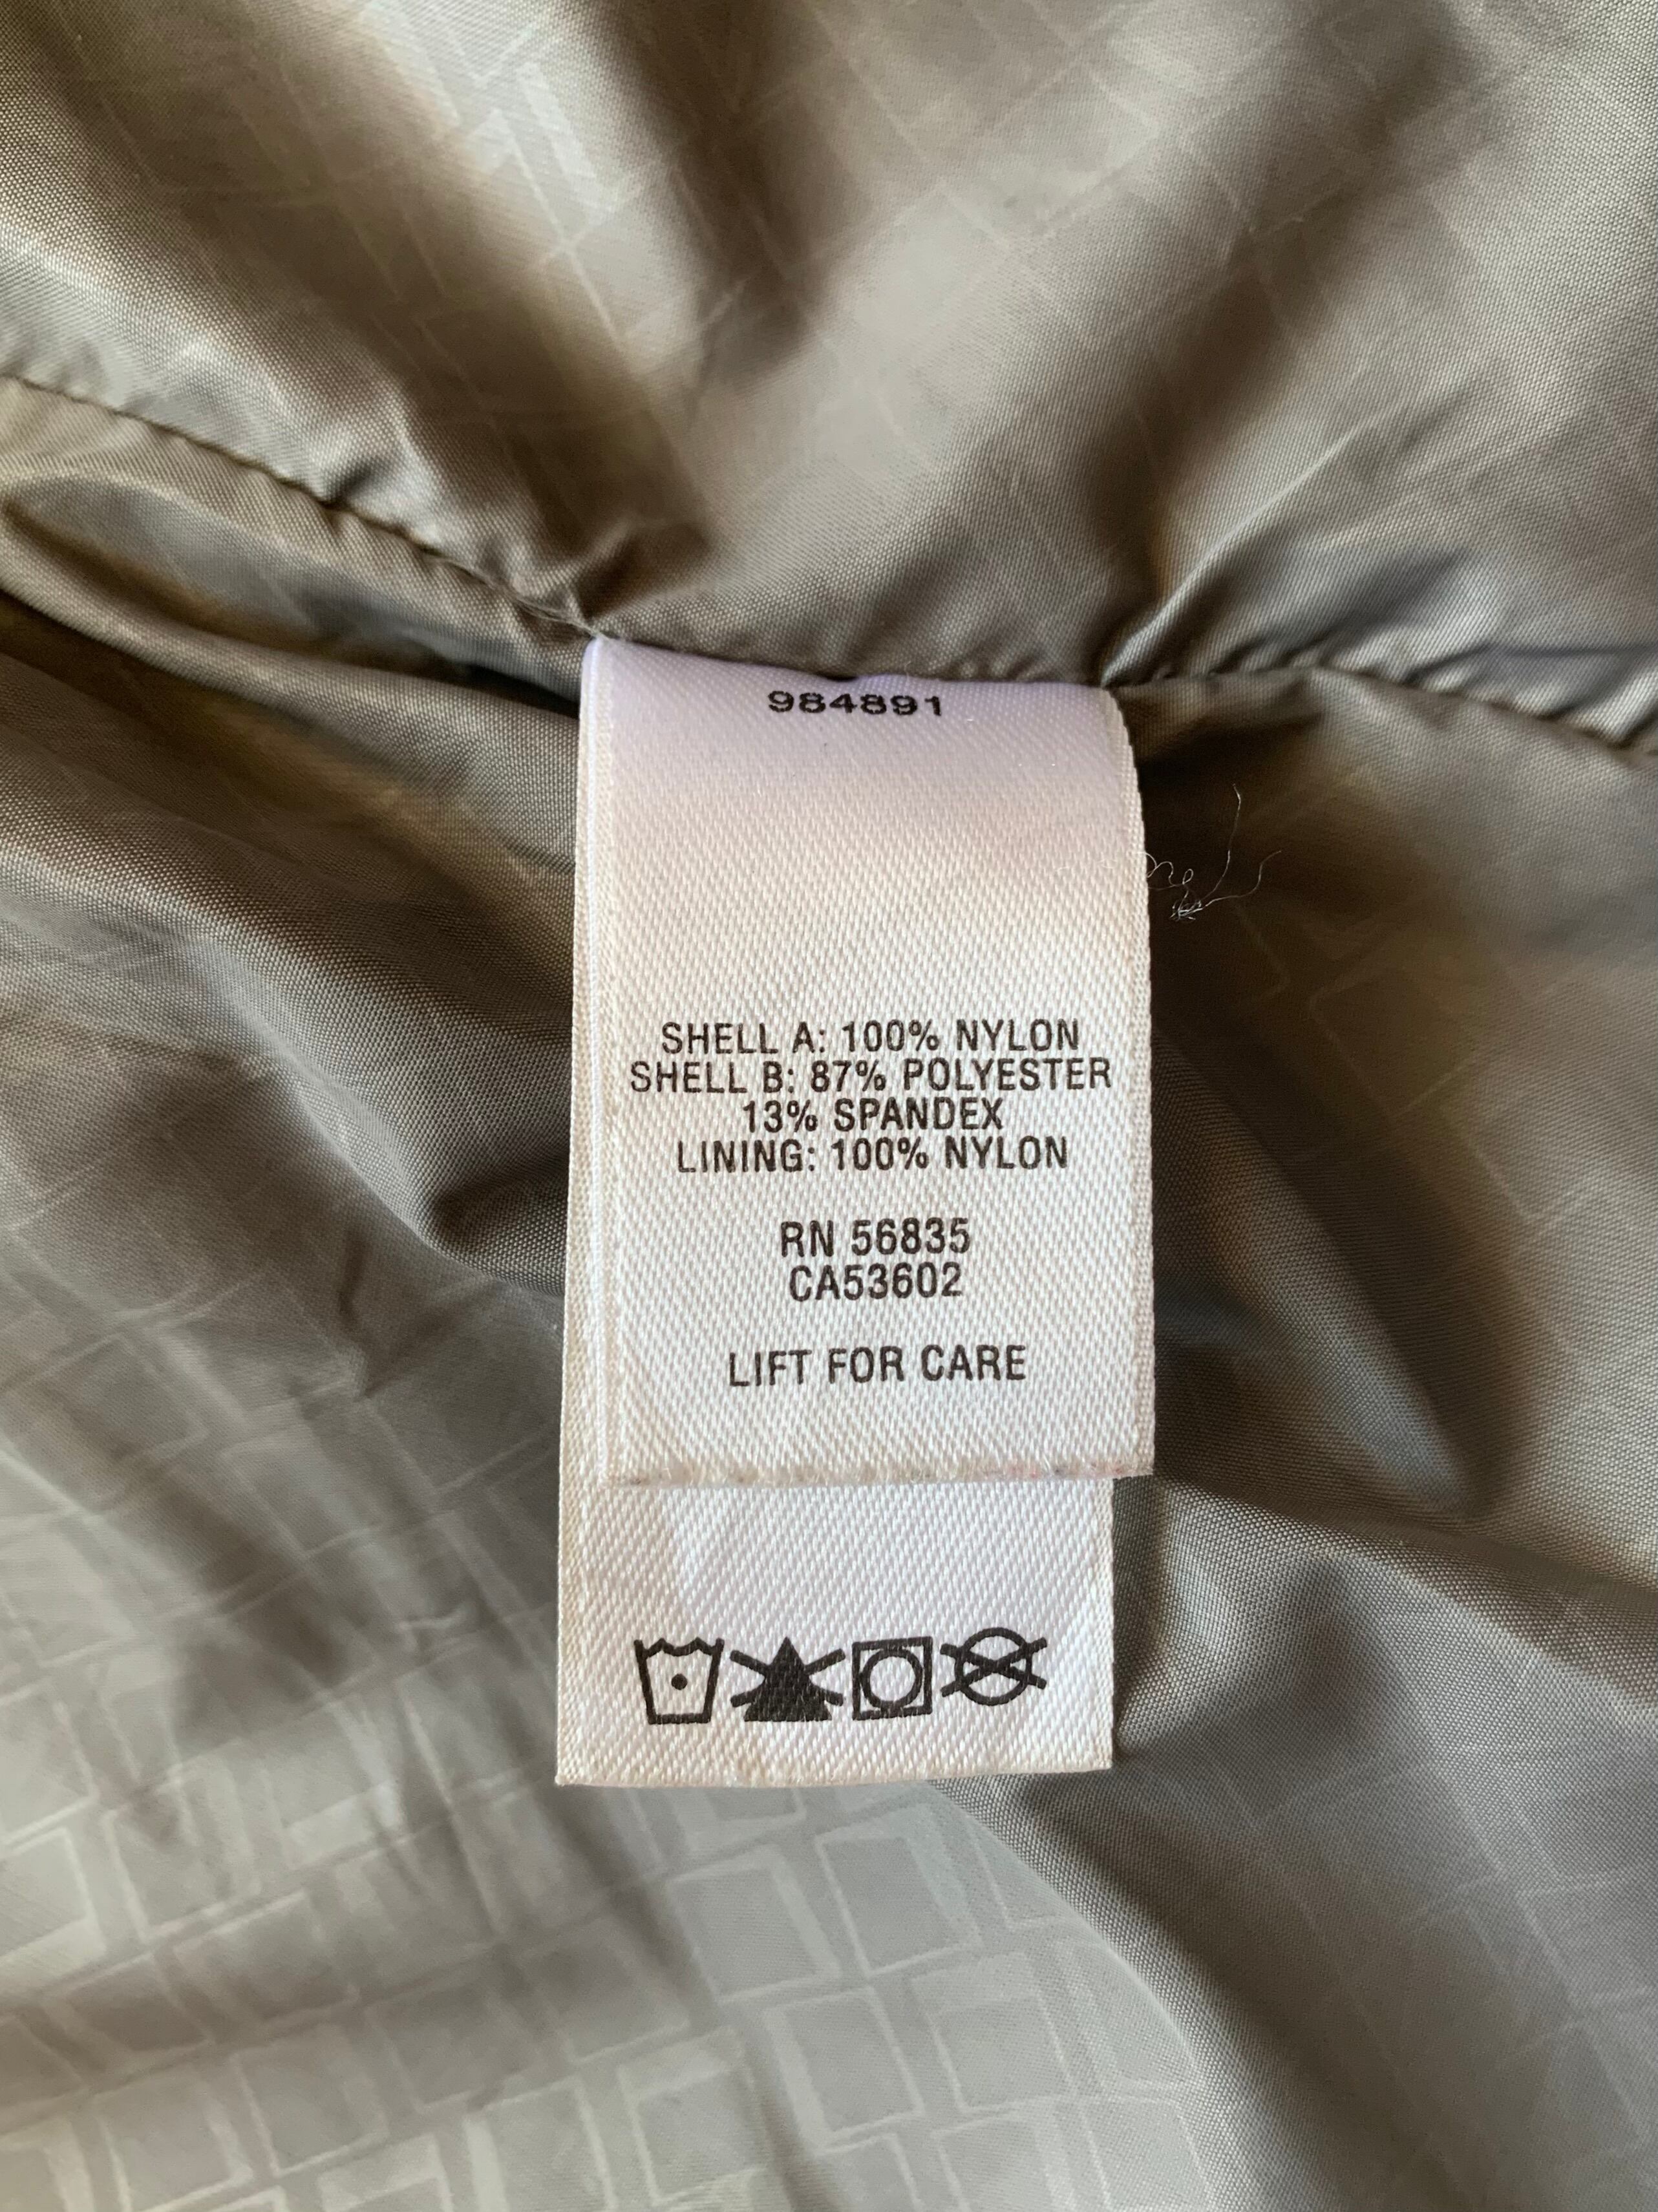 984891
SHELL A: 100% NYLON
SHELL B: 87% POLYESTER
13% SPANDEX
LINING: 100% NYLON
RN 56835
CA53602
LIFT FOR CARE